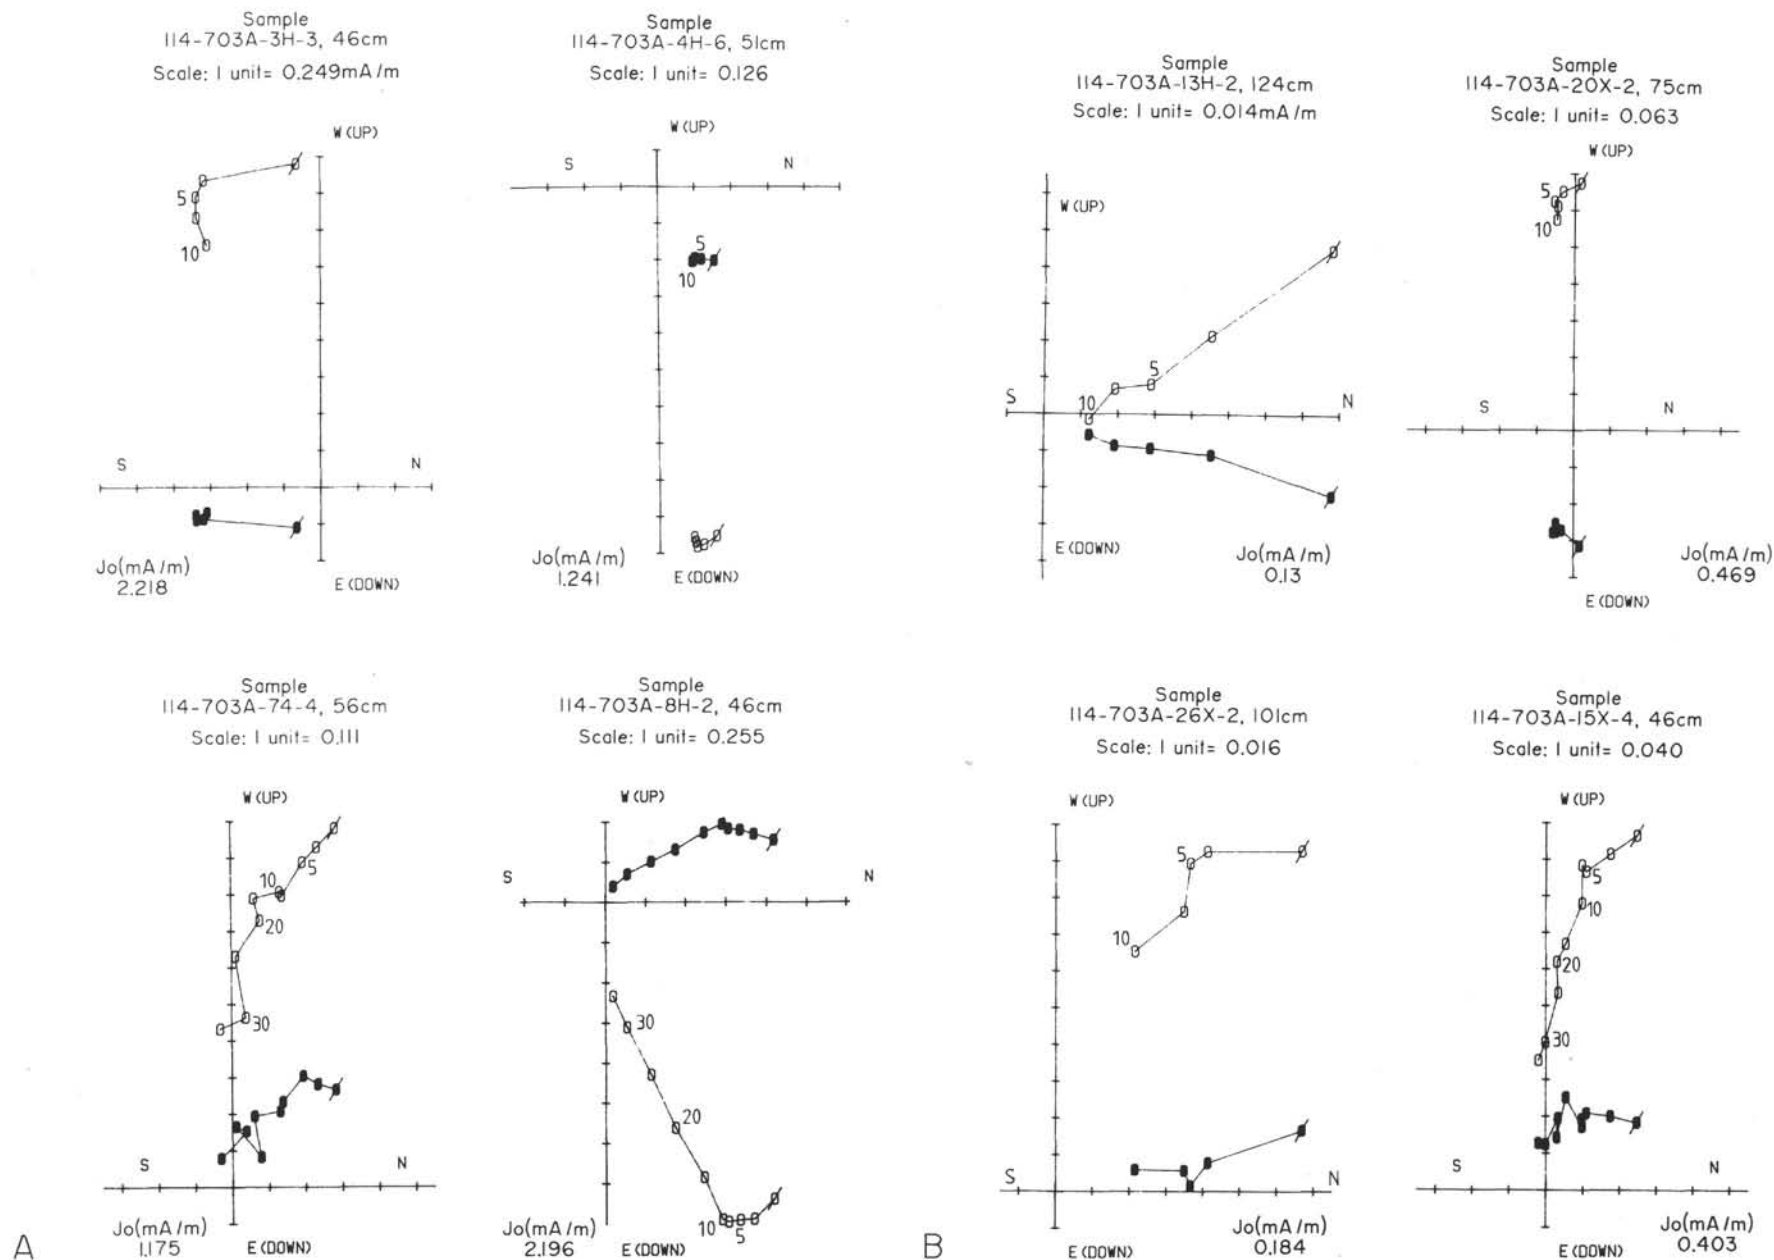 Sample
114-703A-3H-3, 46cm
Scale: 1 unit= 0.249mA/m
W (UP)
5
10
S
N
Jo(mA/m)
2.218
E (DOWN)
Sample
114-703A-4H-6, 51cm
Scale: 1 unit= 0.126
W (UP)
S
N
5
10
Jo(mA/m)
1.241
E (DOWN)
Sample
114-703A-74-4, 56cm
Scale: 1 unit= 0.111
W (UP)
5
10
20
30
S
N
Jo(mA/m)
1.175
E (DOWN)
Sample
114-703A-8H-2, 46cm
Scale: 1 unit= 0.255
W (UP)
S
N
30
20
10
5
Jo(mA/m)
2.196
E (DOWN)
A
Sample
114-703A-13H-2, 124cm
Scale: 1 unit= 0.014mA/m
W (UP)
5
S
10
N
E (DOWN)
Jo(mA/m)
0.13
Sample
114-703A-20X-2, 75cm
Scale: 1 unit= 0.063
W (UP)
5
10
S
N
Jo(mA/m)
0.469
E (DOWN)
Sample
114-703A-26X-2, 101cm
Scale: 1 unit= 0.016
W (UP)
5
10
S
N
Jo(mA/m)
0.184
E (DOWN)
Sample
114-703A-15X-4, 46cm
Scale: 1 unit= 0.040
W (UP)
5
10
20
30
S
N
Jo(mA/m)
0.403
E (DOWN)
B